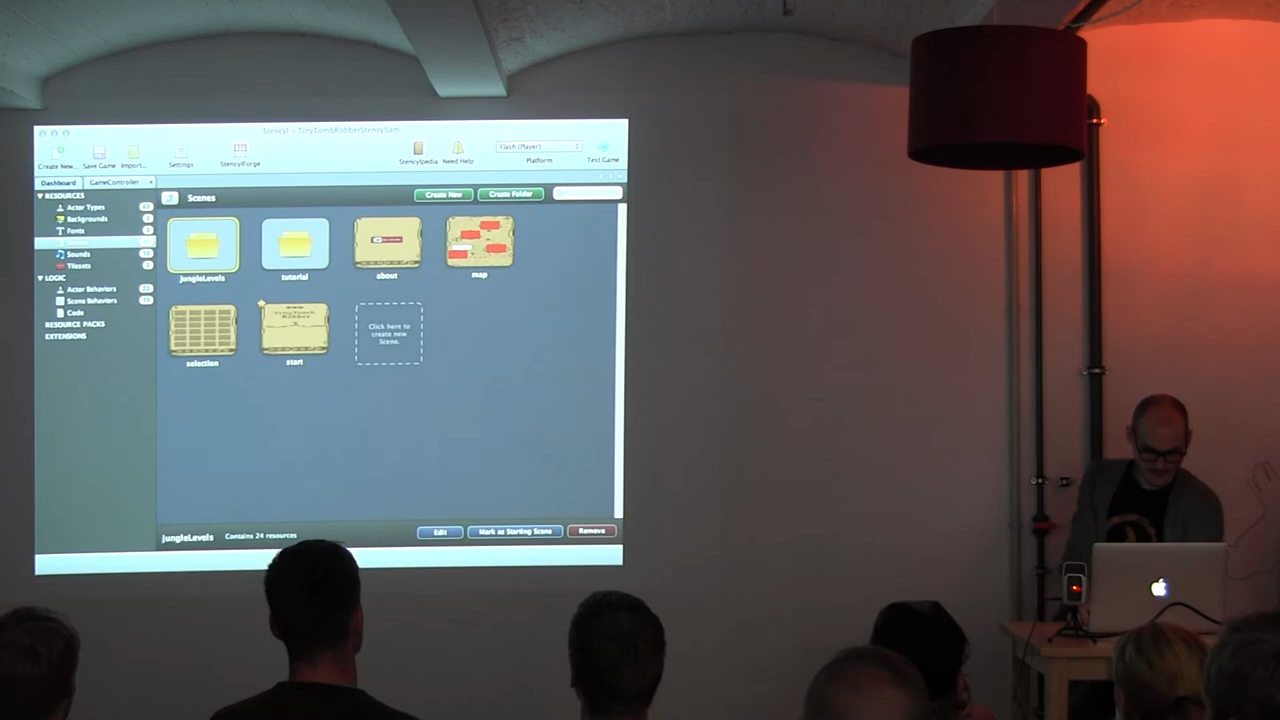 Stencyl - TinyTombRobberStencylJam
Create New... Save Game Import... Settings StencylForge Stencylpedia Need Help Flash (Player) Platform Test Game
Dashboard GameController
Scenes Create New Create Folder
RESOURCES
Actor Types
Backgrounds
Fonts
Sounds
Tilesets
LOGIC
Actor Behaviors
Scene Behaviors
Code
RESOURCE PACKS
EXTENSIONS
JungleLevels tutorial about map
Tiny Tomb
Robber
selection start
Click here to
create new
Scene.
JungleLevels Contains 24 resources Edit Mark as Starting Scene Remove